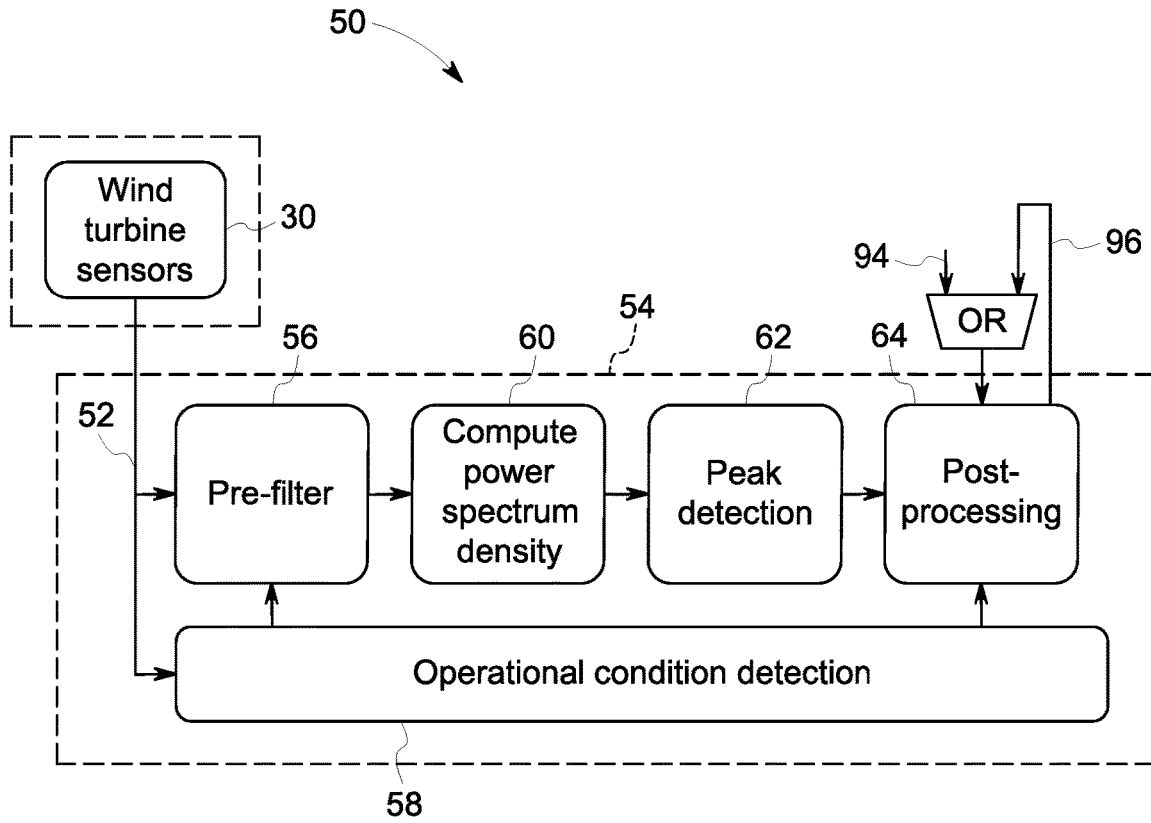 50
Wind
turbine
sensors
30
94
96
OR
54
56
60
62
64
52
Pre-filter
Compute
power
spectrum
density
Peak
detection
Post-
processing
Operational condition detection
58